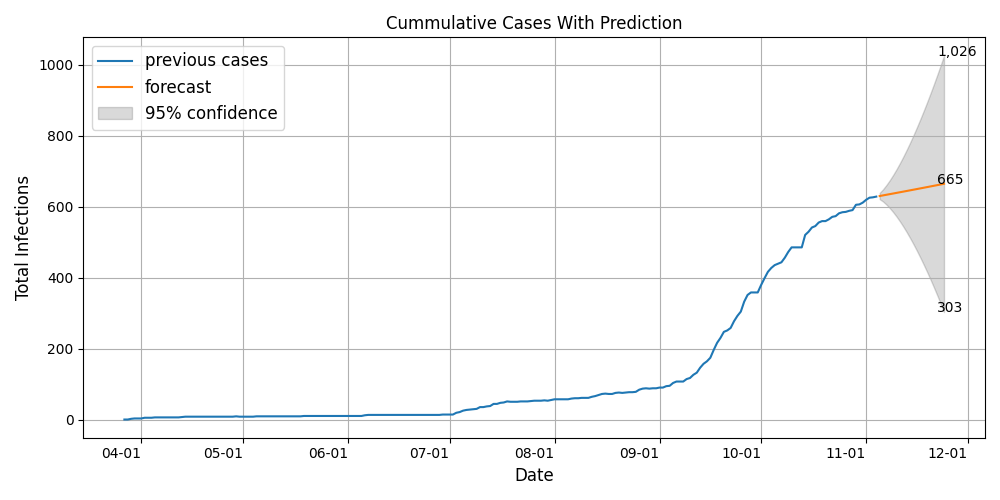 Cummulative Cases With Prediction
previous cases
forecast
95% confidence
1,026
665
303
Total Infections
1000
800
600
400
200
0
04-01 05-01 06-01 07-01 08-01 09-01 10-01 11-01 12-01
Date